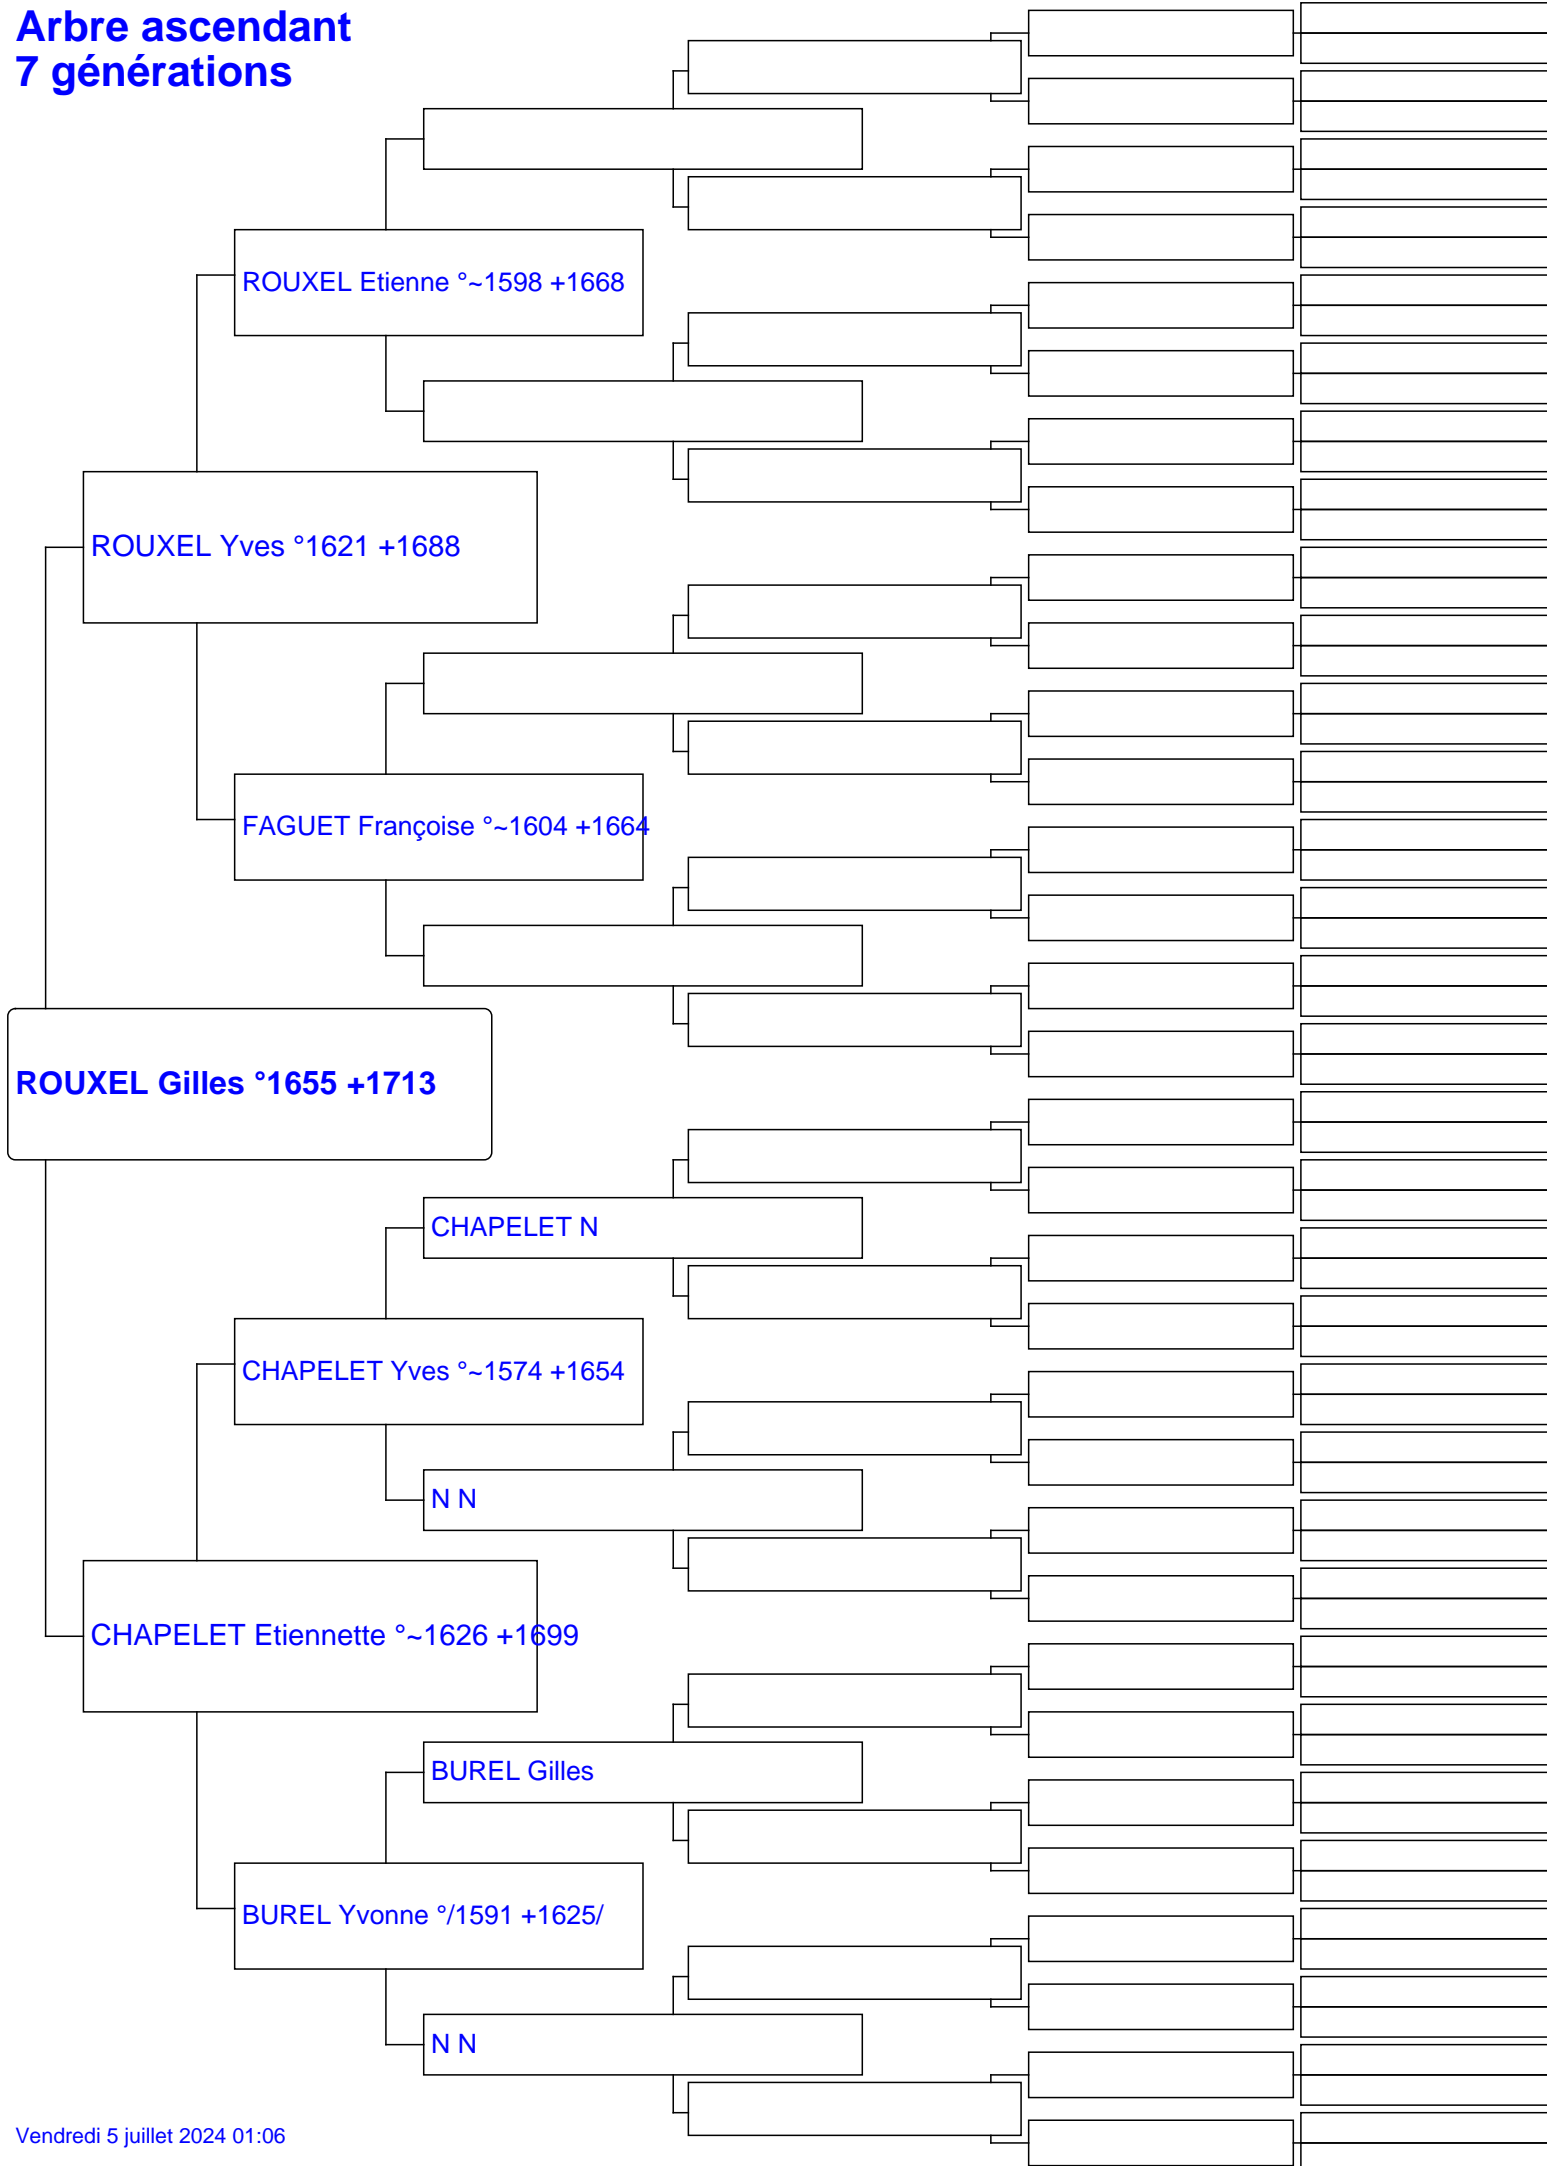 Arbre ascendant
7 générations
ROUXEL Etienne °~1598 +1668
ROUXEL Yves °1621 +1688
FAGUET Françoise °~1604 +1664
ROUXEL Gilles °1655 +1713
CHAPELET N
CHAPELET Yves °~1574 +1654
N N
CHAPELET Etiennette °~1626 +1699
BUREL Gilles
BUREL Yvonne °/1591 +1625/
N N
Vendredi 5 juillet 2024 01:06